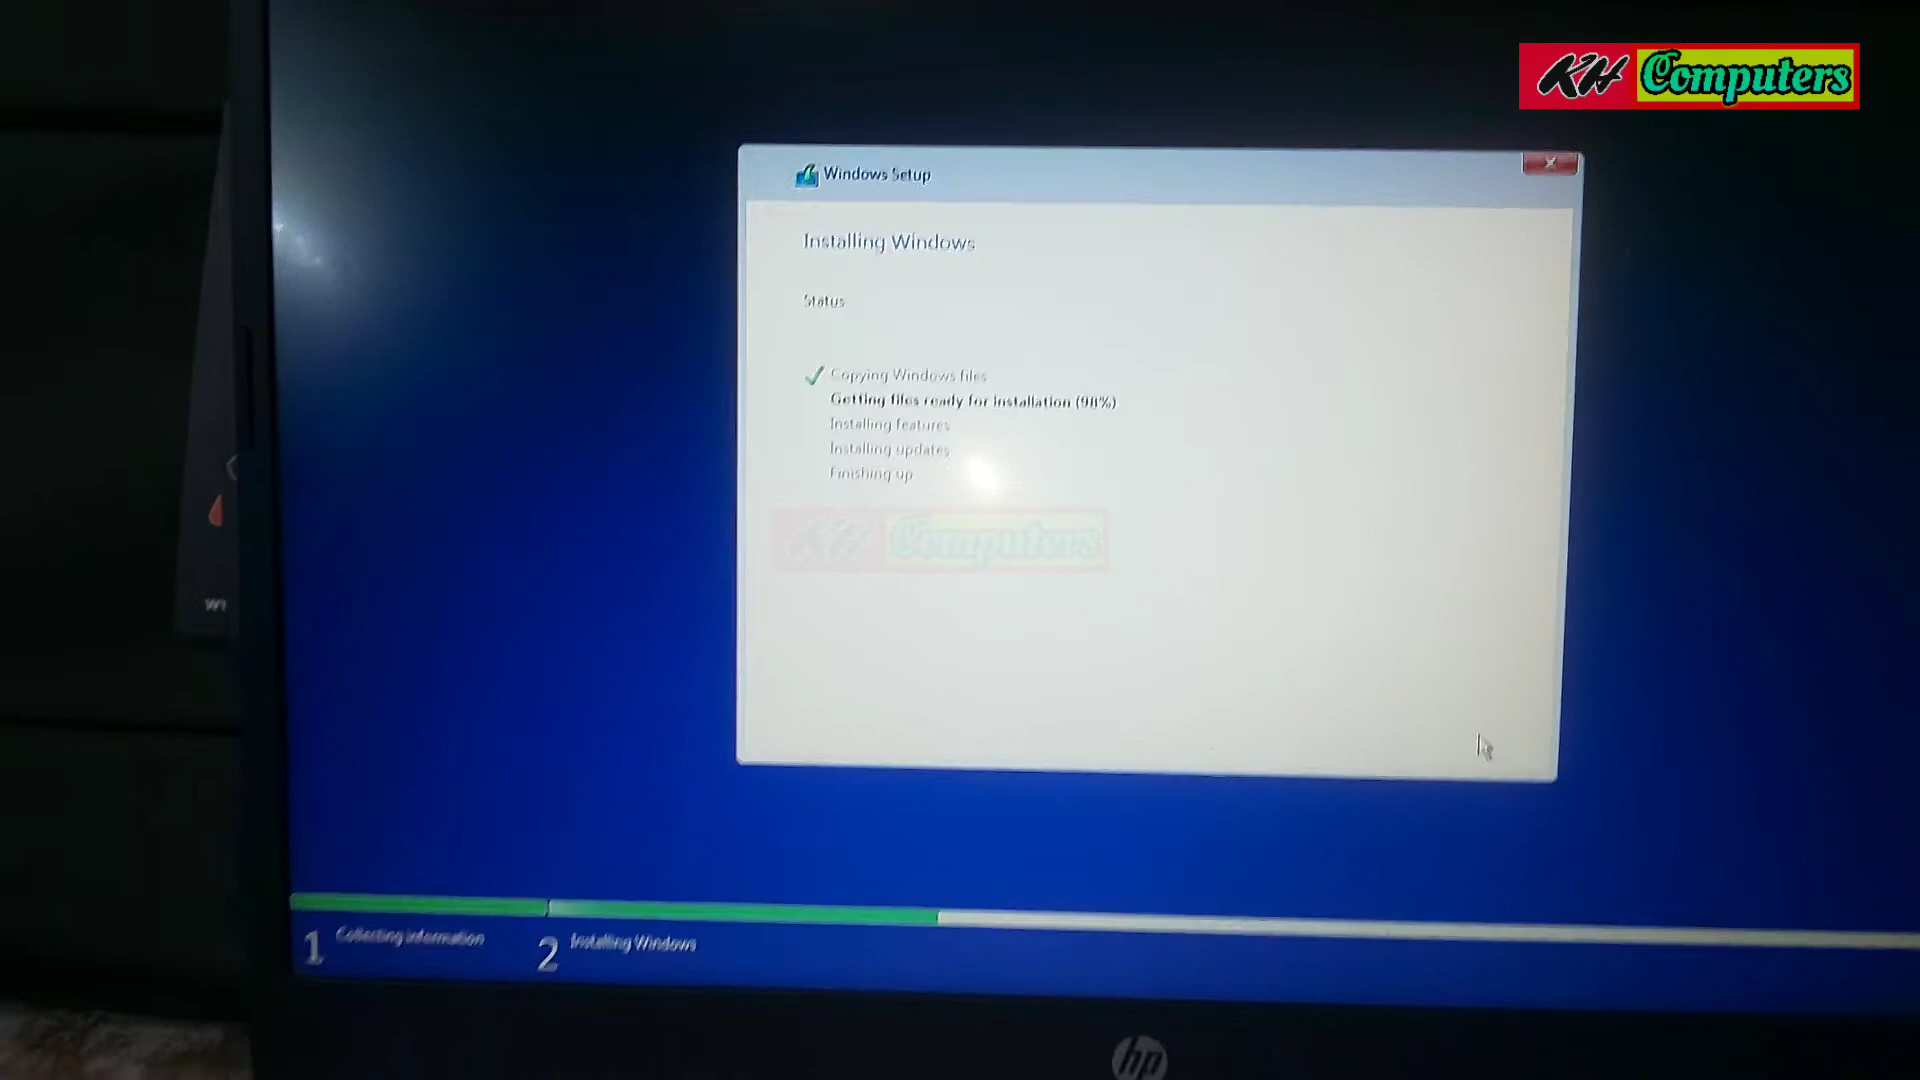 KH Computers
Windows Setup
Installing Windows
Status
Copying Windows files
Getting files ready for installation (98%)
Installing features
Installing updates
Finishing up
KH Computers
1 Collecting information
2 Installing Windows
hp